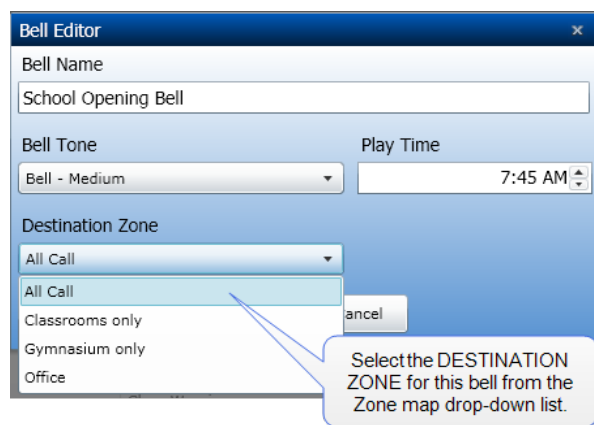 Bell Editor
Bell Name
School Opening Bell
Bell Tone Play Time
Bell - Medium 7:45 AM
Destination Zone
All Call
All Call
Classrooms only ancel
Gymnasium only
Office
Select the DESTINATION
ZONE for this bell from the
Zone map drop-down list.